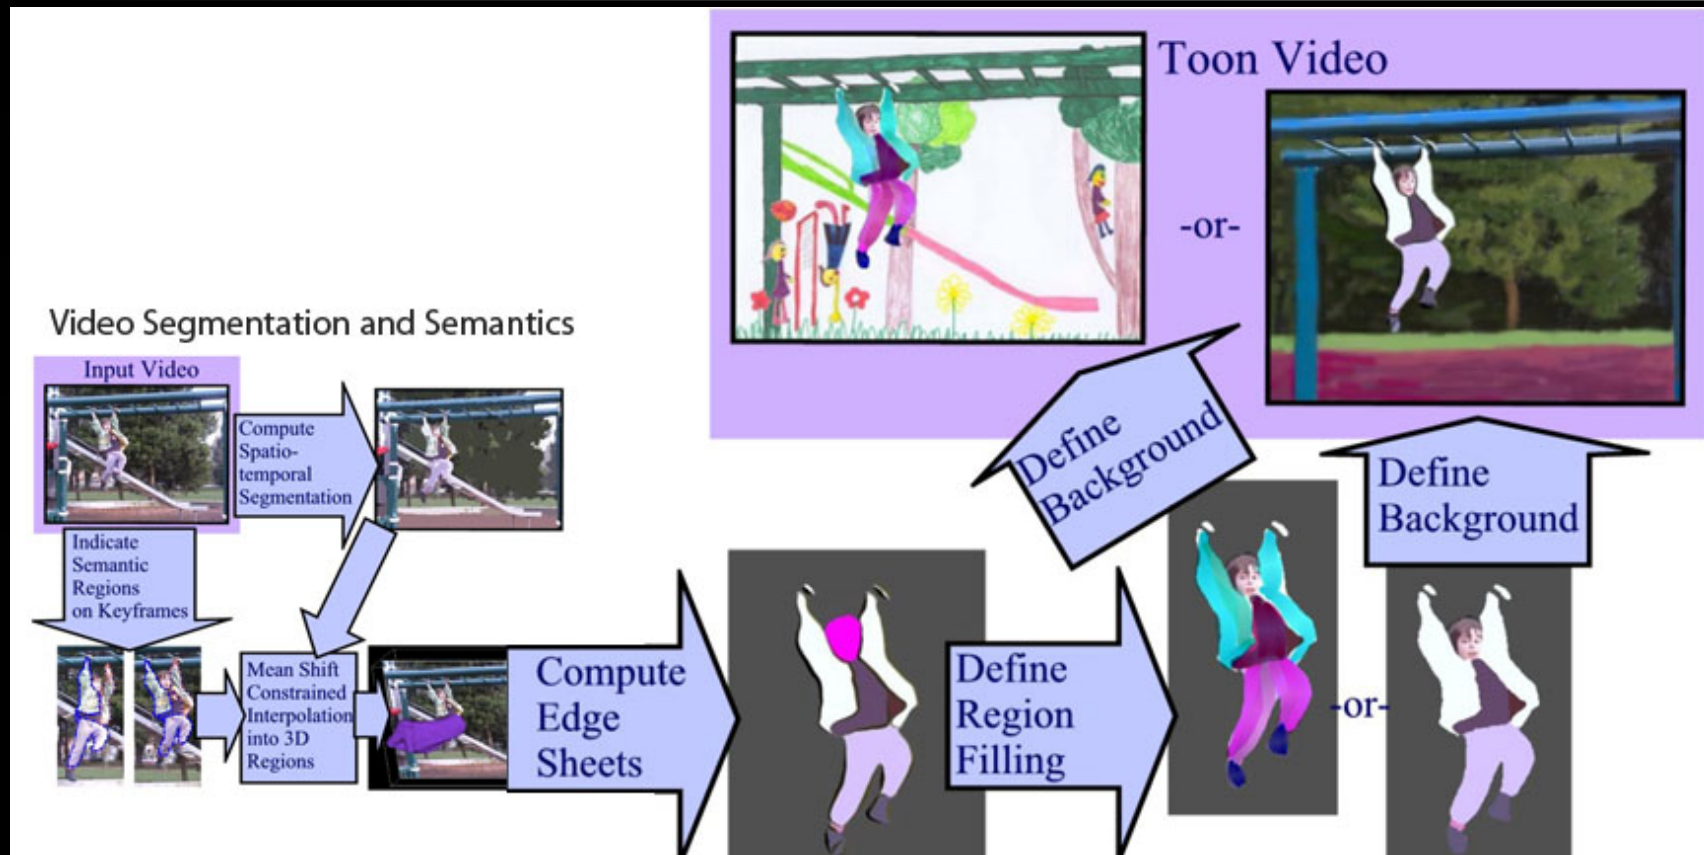 Toon Video
-or-
Video Segmentation and Semantics
Input Video
Compute
Spatio-
temporal
Segmentation
Indicate
Semantic
Regions
on Keyframes
Mean Shift
Constrained
Interpolation
into 3D
Regions
Compute
Edge
Sheets
Define
Region
Filling
-or-
Define
Background
Define
Background